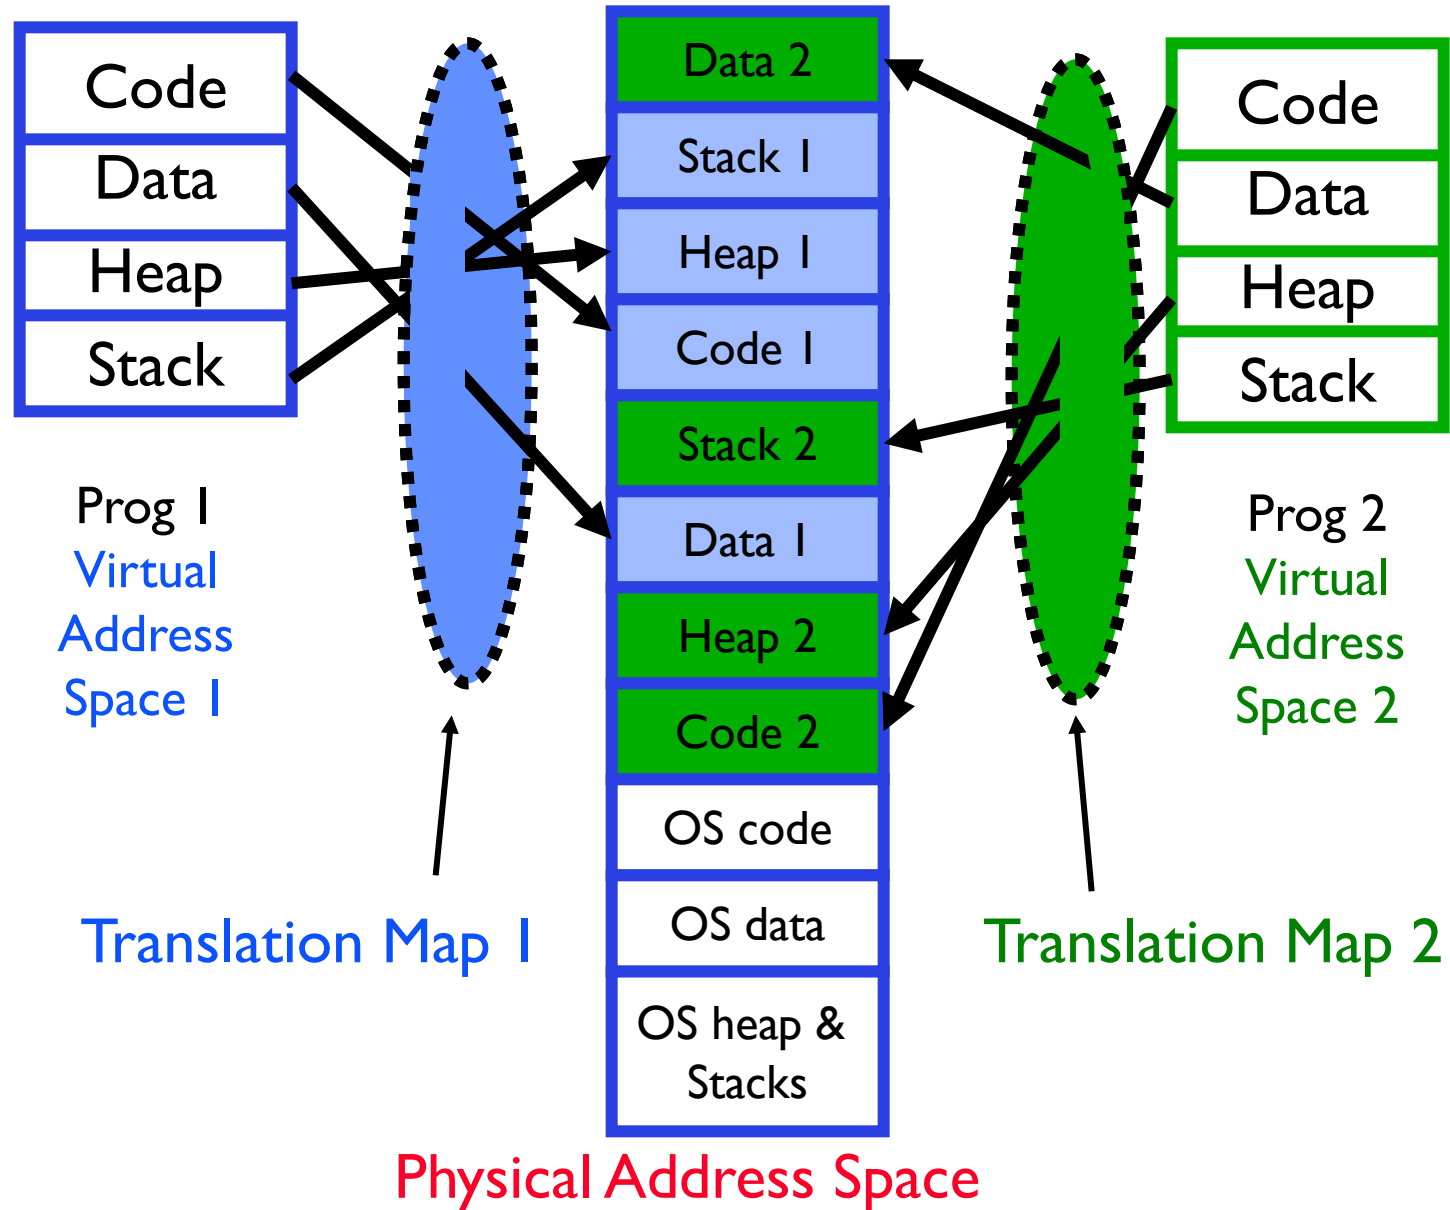 Code
Data
Heap
Stack
Prog 1
Virtual
Address
Space 1
Translation Map 1
Data 2
Stack 1
Heap 1
Code 1
Stack 2
Data 1
Heap 2
Code 2
OS code
OS data
OS heap &
Stacks
Physical Address Space
Code
Data
Heap
Stack
Prog 2
Virtual
Address
Space 2
Translation Map 2